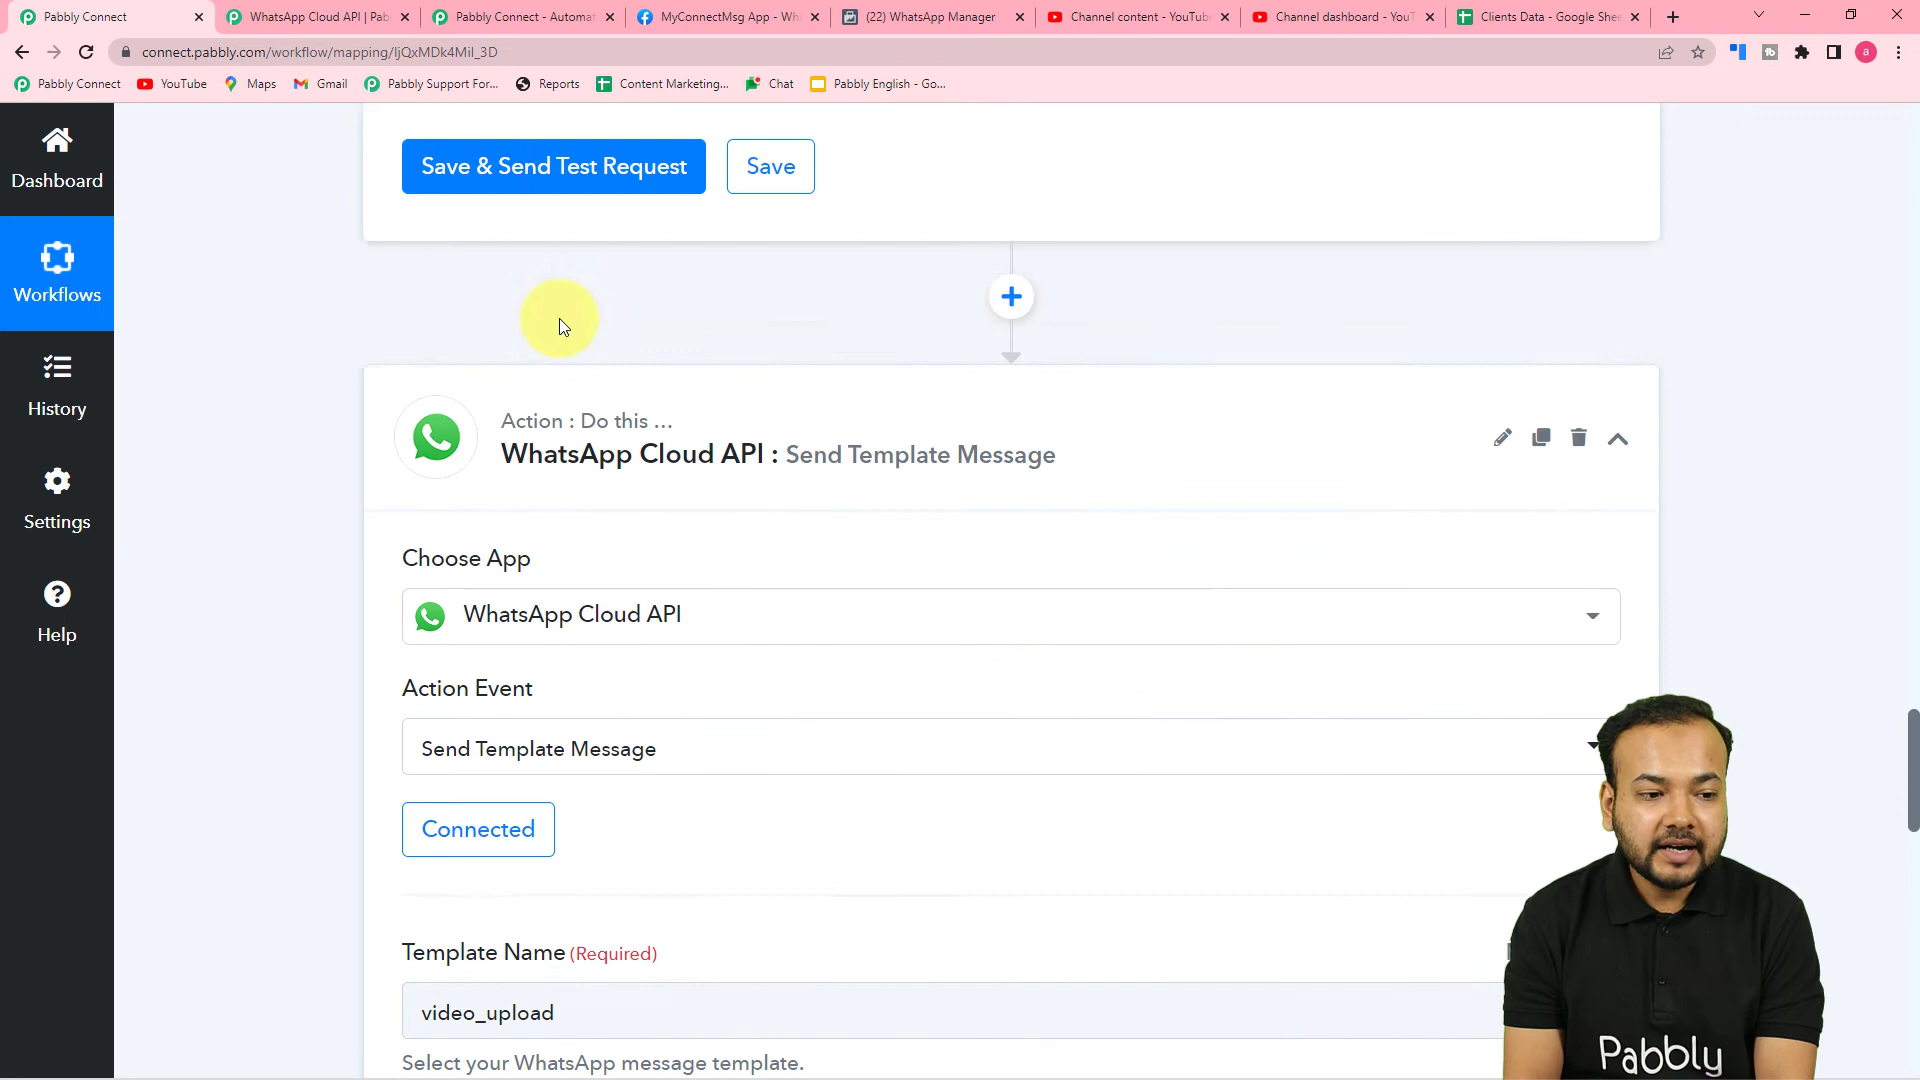 Pabbly Connect
WhatsApp Cloud API | Pab
Pabbly Connect - Automat
MyConnectMsg App - Wha
(22) WhatsApp Manager
Channel content - YouTube
Channel dashboard - YouT
Clients Data - Google Shee
connect.pabbly.com/workflow/mapping/IjQxMDk4MiI_3D
a
Pabbly Connect
YouTube
Maps
Gmail
Pabbly Support For...
Reports
Content Marketing...
Chat
Pabbly English - Go...
Dashboard
Workflows
History
Settings
Help
Save & Send Test Request
Save
Action : Do this ...
WhatsApp Cloud API : Send Template Message
Choose App
WhatsApp Cloud API
Action Event
Send Template Message
Connected
Template Name (Required)
video_upload
Select your WhatsApp message template.
Pabbly